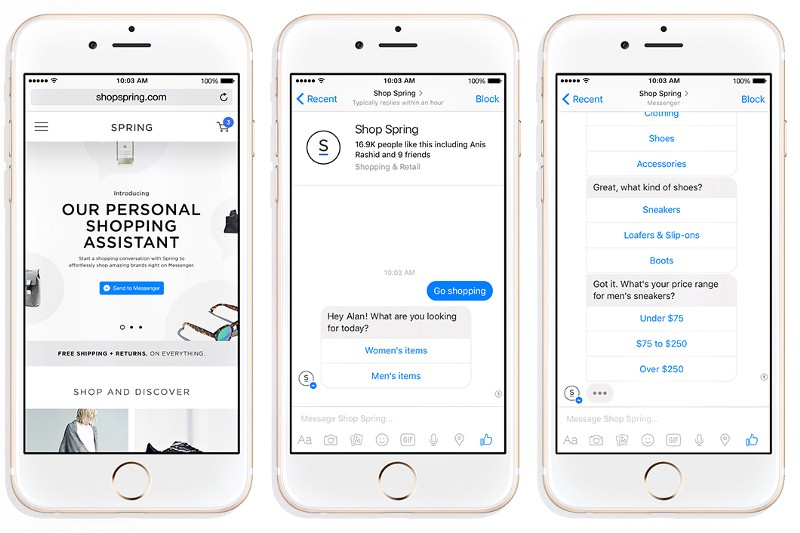 10:03 AM
100%
shopspring.com
SPRING
3
Introducing
OUR PERSONAL
SHOPPING
ASSISTANT
Start a shopping conversation with Spring to
effortlessly shop amazing brands right on Messenger.
Send to Messenger
FREE SHIPPING + RETURNS. ON EVERYTHING.
SHOP AND DISCOVER
10:03 AM
100%
Recent
Shop Spring >
Typically replies within an hour
Block
S
Shop Spring
16.9K people like this including Anis
Rashid and 9 friends
Shopping & Retail
10:03 AM
Go shopping
Hey Alan! What are you looking
for today?
Women's items
Men's items
S
Message Shop Spring...
Aa
GIF
10:03 AM
100%
Recent
Shop Spring >
Messenger
Block
Clothing
Shoes
Accessories
Great, what kind of shoes?
Sneakers
Loafers & Slip-ons
Boots
Got it. What's your price range
for men's sneakers?
Under $75
$75 to $250
Over $250
S
Message Shop Spring...
Aa
GIF